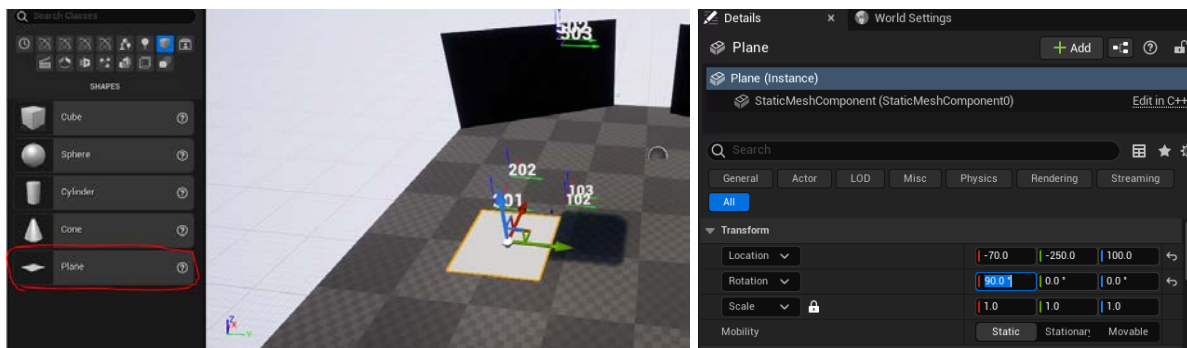 Search Classes
SHAPES
Cube
Sphere
Cylinder
Cone
Plane
503
202
103
102
Z
X
Y
Details × World Settings
Plane + Add
Plane (Instance)
StaticMeshComponent (StaticMeshComponent0) Edit in C++
Search
General Actor LOD Misc Physics Rendering Streaming
All
Transform
Location -70.0 -250.0 100.0
Rotation 90.0 ° 0.0 ° 0.0 °
Scale 1.0 1.0 1.0
Mobility Static Stationary Movable